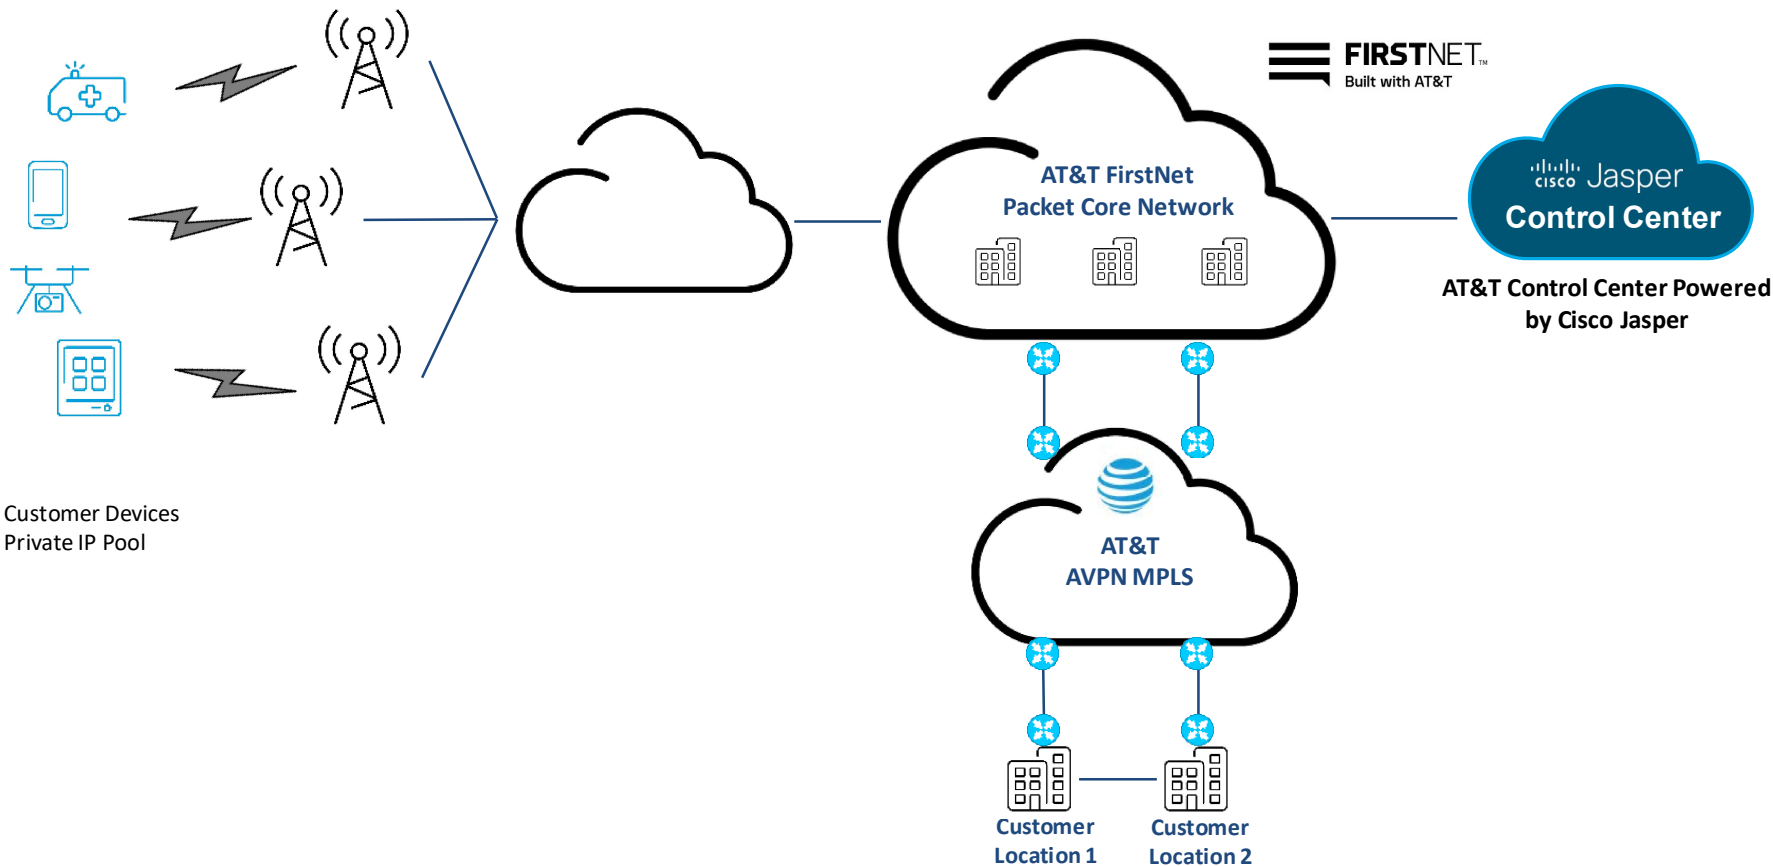 FIRSTNET™
Built with AT&T
AT&T FirstNet
Packet Core Network
cisco Jasper
Control Center
AT&T Control Center Powered
by Cisco Jasper
Customer Devices
Private IP Pool
AT&T
AVPN MPLS
Customer
Location 1
Customer
Location 2